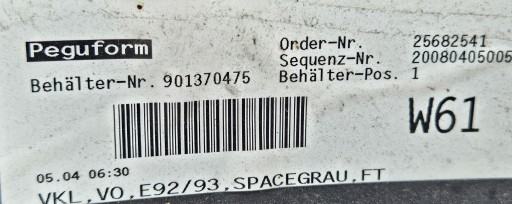 Peguform
Order-Nr. 25682541
Sequenz-Nr. 20080405005
Behälter-Nr. 901370475
Behälter-Pos. 1
W61
05.04 06:30
VKL,VO,E92/93,SPACEGRAU,FT